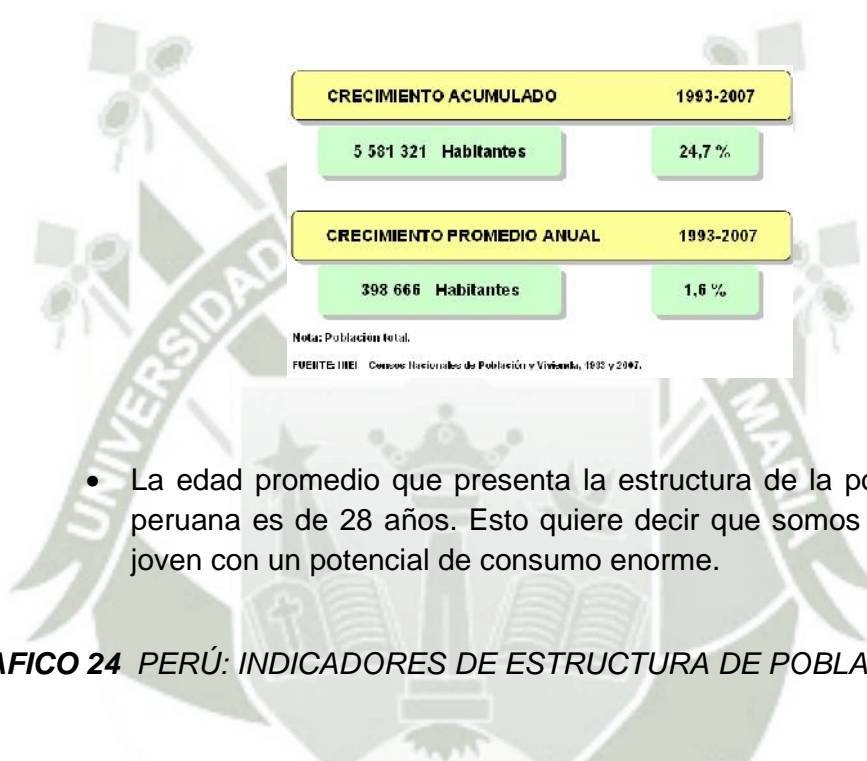 CRECIMIENTO ACUMULADO 1993-2007
5 581 321 Habitantes 24,7 %
CRECIMIENTO PROMEDIO ANUAL 1993-2007
398 666 Habitantes 1,6 %
Nota: Población total.
FUENTE: INEI Censos Nacionales de Población y Vivienda, 1993 y 2007.
• La edad promedio que presenta la estructura de la po
peruana es de 28 años. Esto quiere decir que somos
joven con un potencial de consumo enorme.
AFICO 24 PERÚ: INDICADORES DE ESTRUCTURA DE POBLA
UNIVERSIDAD
MARIA